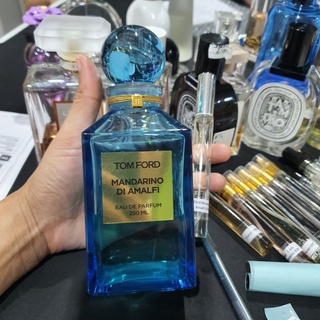 TOM FORD
MANDARINO
DI AMALFI
EAU DE PARFUM
250 ML